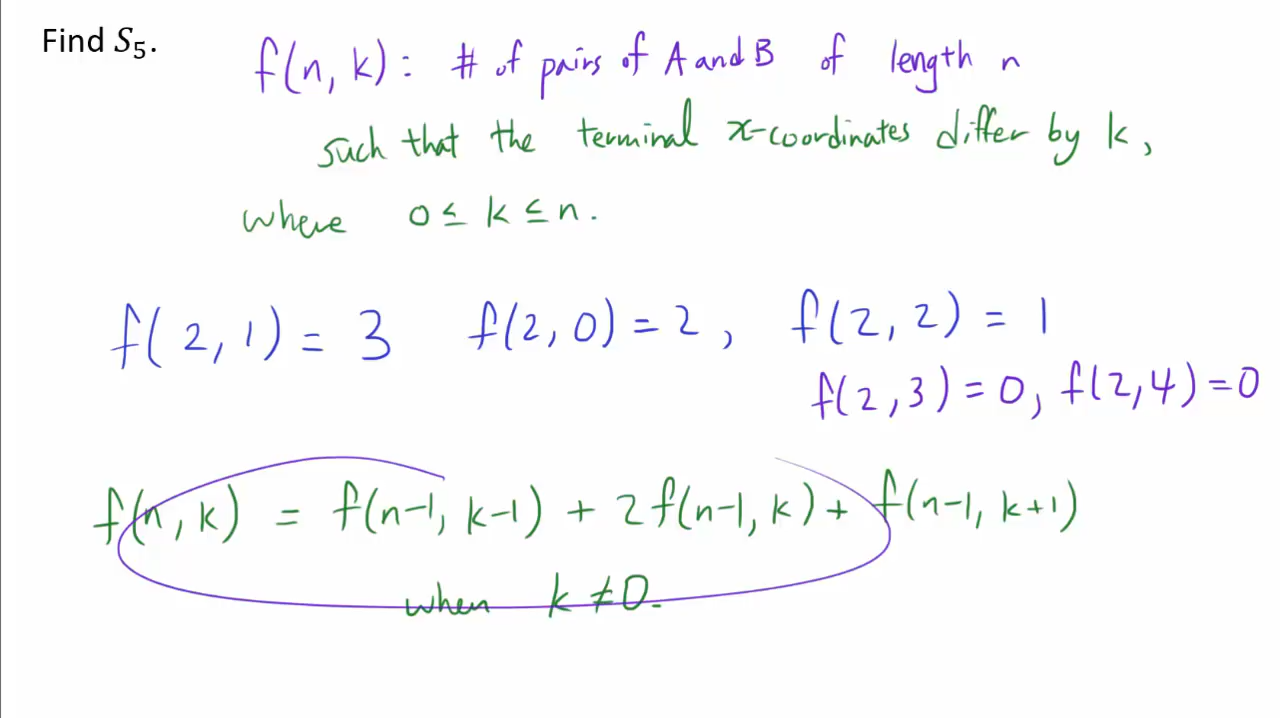 Find S₅.
f(n, k): # of pairs of A and B of length n
such that the terminal x-coordinates differ by k,
where 0 ≤ k ≤ n.
f(2, 1) = 3 f(2, 0) = 2, f(2, 2) = 1
f(2, 3) = 0, f(2, 4) = 0
f(n, k) = f(n-1, k-1) + 2f(n-1, k) + f(n-1, k+1)
when k ≠ 0.